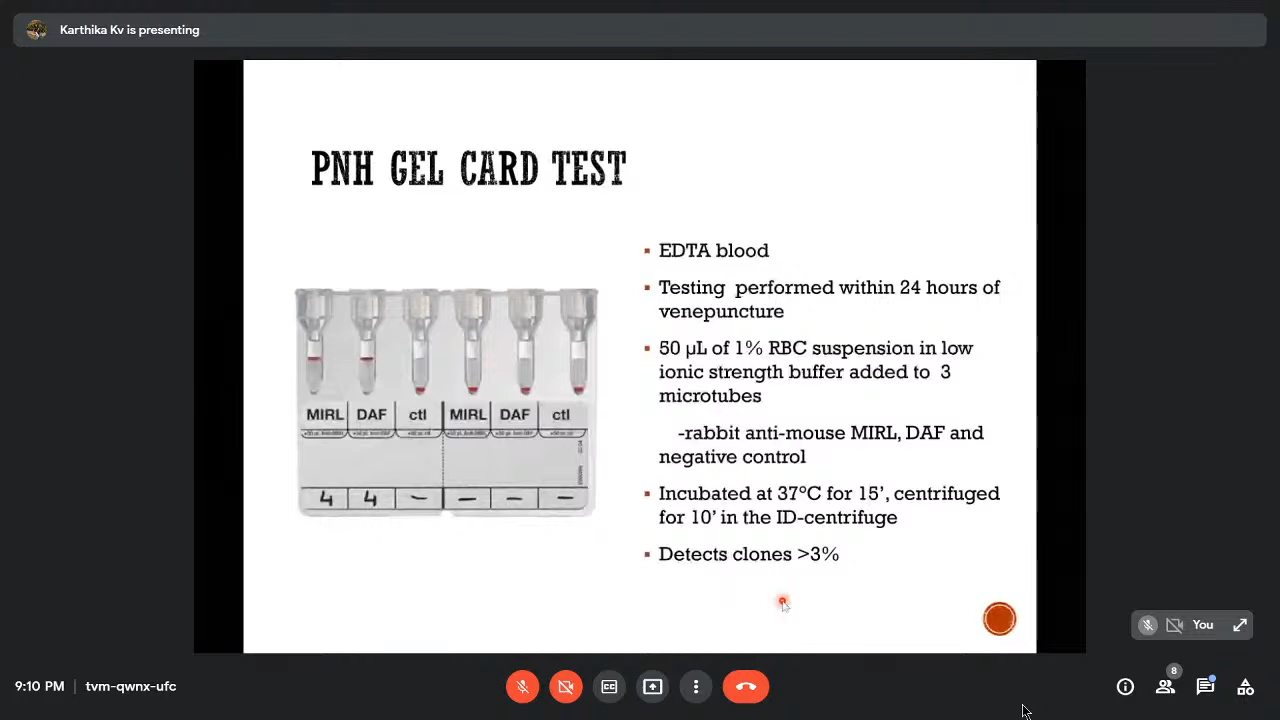 Karthika Kv is presenting
PNH GEL CARD TEST
▪ EDTA blood
▪ Testing performed within 24 hours of
venepuncture
▪ 50 µL of 1% RBC suspension in low
ionic strength buffer added to 3
microtubes
-rabbit anti-mouse MIRL, DAF and
negative control
▪ Incubated at 37°C for 15’, centrifuged
for 10’ in the ID-centrifuge
▪ Detects clones >3%
MIRL DAF ctl MIRL DAF ctl
4 4 - - - -
You
8
9:10 PM | tvm-qwnx-ufc
CC